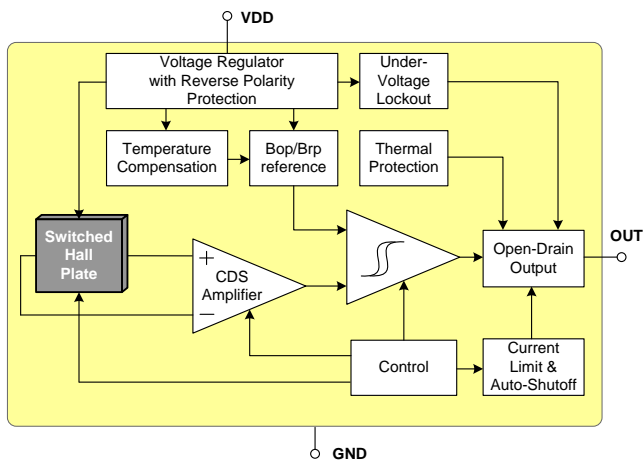 VDD
Voltage Regulator
with Reverse Polarity
Protection
Under-
Voltage
Lockout
Temperature
Compensation
Bop/Brp
reference
Thermal
Protection
Switched
Hall
Plate
+
CDS
Amplifier
−
Open-Drain
Output
OUT
Control
Current
Limit &
Auto-Shutoff
GND